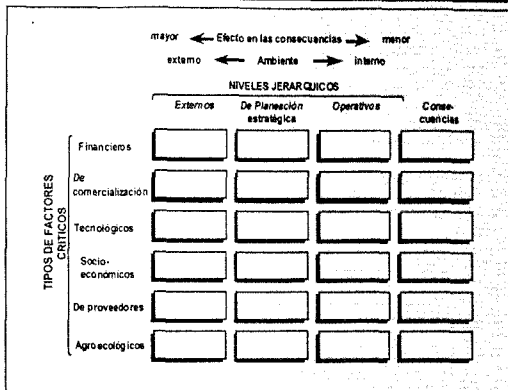 mayor ← Efecto en las consecuencias → menor
externo ← Ambiente → interno
NIVELES JERARQUICOS
Externos De Planeación estratégica Operativos Conse-cuencias
TIPOS DE FACTORES CRITICOS
Financieros
De comercialización
Tecnológicos
Socio-económicos
De proveedores
Agroecológicos